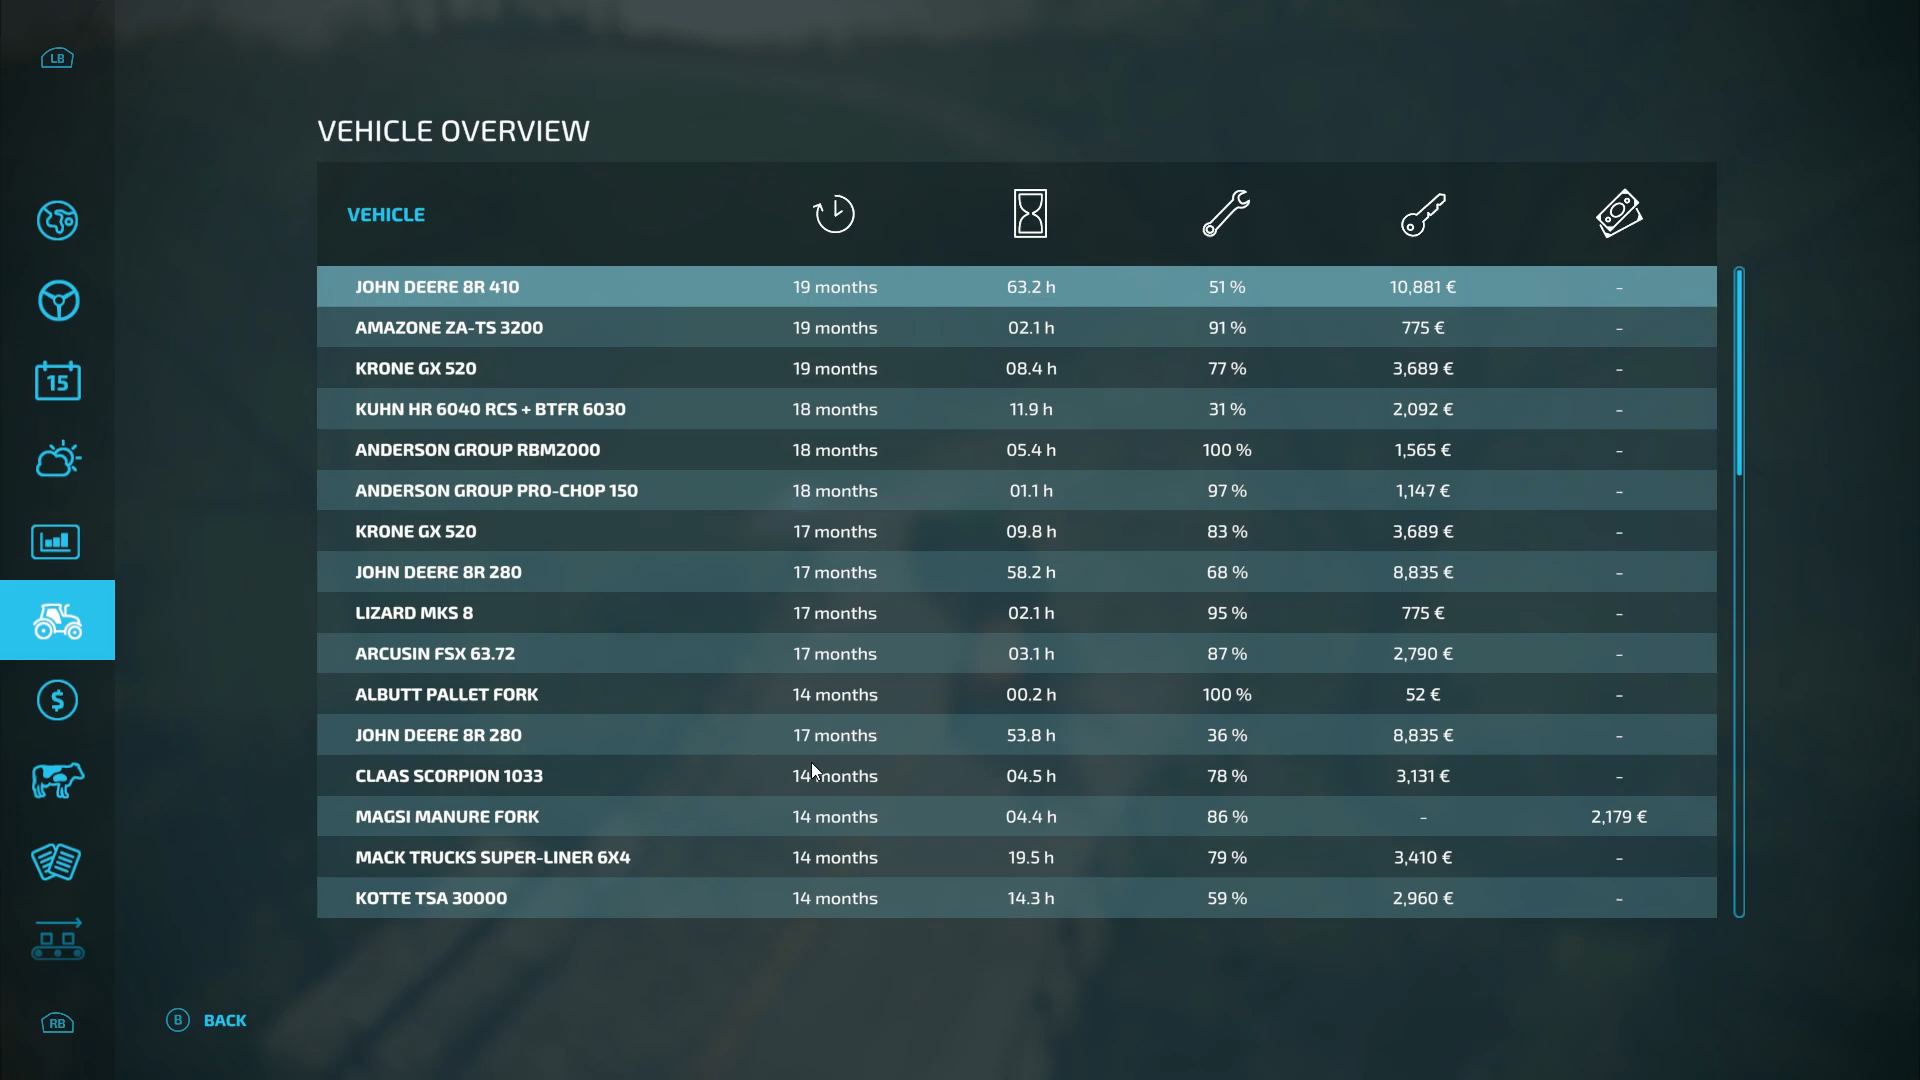 LB
VEHICLE OVERVIEW
VEHICLE
JOHN DEERE 8R 410 19 months 63.2 h 51 % 10,881 € -
AMAZONE ZA-TS 3200 19 months 02.1 h 91 % 775 € -
KRONE GX 520 19 months 08.4 h 77 % 3,689 € -
KUHN HR 6040 RCS + BTFR 6030 18 months 11.9 h 31 % 2,092 € -
ANDERSON GROUP RBM2000 18 months 05.4 h 100 % 1,565 € -
ANDERSON GROUP PRO-CHOP 150 18 months 01.1 h 97 % 1,147 € -
KRONE GX 520 17 months 09.8 h 83 % 3,689 € -
JOHN DEERE 8R 280 17 months 58.2 h 68 % 8,835 € -
LIZARD MKS 8 17 months 02.1 h 95 % 775 € -
ARCUSIN FSX 63.72 17 months 03.1 h 87 % 2,790 € -
ALBUTT PALLET FORK 14 months 00.2 h 100 % 52 € -
JOHN DEERE 8R 280 17 months 53.8 h 36 % 8,835 € -
CLAAS SCORPION 1033 14 months 04.5 h 78 % 3,131 € -
MAGSI MANURE FORK 14 months 04.4 h 86 % - 2,179 €
MACK TRUCKS SUPER-LINER 6X4 14 months 19.5 h 79 % 3,410 € -
KOTTE TSA 30000 14 months 14.3 h 59 % 2,960 € -
15
$
RB
B BACK